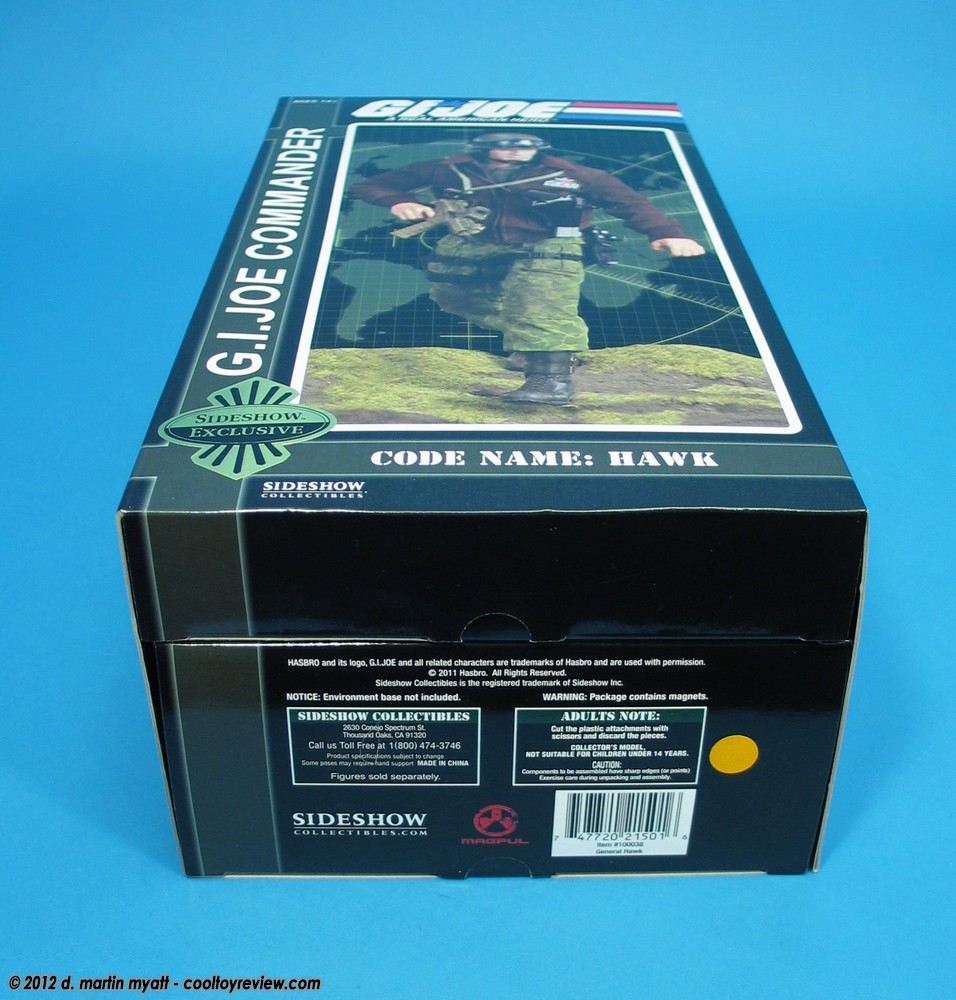 AGES 14+
G.I. JOE
A REAL AMERICAN HERO
G.I.JOE COMMANDER
SIDESHOW™
EXCLUSIVE
CODE NAME: HAWK
SIDESHOW
COLLECTIBLES™
HASBRO and its logo, G.I.JOE and all related characters are trademarks of Hasbro and are used with permission.
© 2011 Hasbro. All Rights Reserved.
Sideshow Collectibles is the registered trademark of Sideshow Inc.
NOTICE: Environment base not included.
WARNING: Package contains magnets.
SIDESHOW COLLECTIBLES
2630 Conejo Spectrum St.
Thousand Oaks, CA 91320
Call us Toll Free at 1(800) 474-3746
Product specifications subject to change.
Some poses may require hand support. MADE IN CHINA
Figures sold separately.
ADULTS NOTE:
Cut the plastic attachments with
scissors and discard the pieces.
COLLECTOR'S MODEL.
NOT SUITABLE FOR CHILDREN UNDER 14 YEARS.
CAUTION:
Components to be assembled have sharp edges (or points)
Exercise care during unpacking and assembly.
SIDESHOW
COLLECTIBLES.COM
MAGPUL
7 47720 21501 6
Item #100038
General Hawk
© 2012 d. martin myatt - cooltoyreview.com